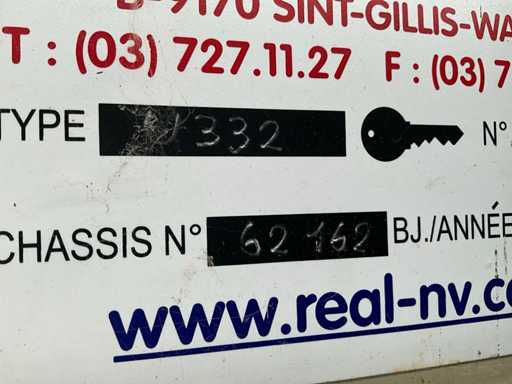 B-9170 SINT-GILLIS-WA
T : (03) 727.11.27 F : (03) 7
TYPE 332 N°
CHASSIS N° 62 162 BJ./ANNÉE
www.real-nv.co